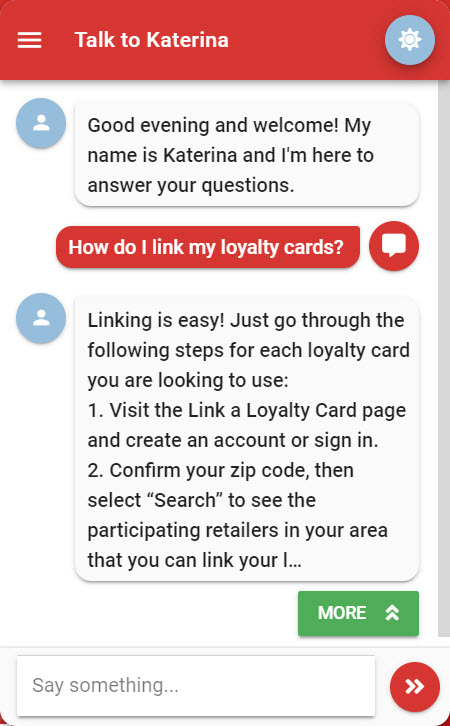 Talk to Katerina
Good evening and welcome! My
name is Katerina and I'm here to
answer your questions.
How do I link my loyalty cards?
Linking is easy! Just go through the
following steps for each loyalty card
you are looking to use:
1. Visit the Link a Loyalty Card page
and create an account or sign in.
2. Confirm your zip code, then
select “Search” to see the
participating retailers in your area
that you can link your l...
MORE
Say something...